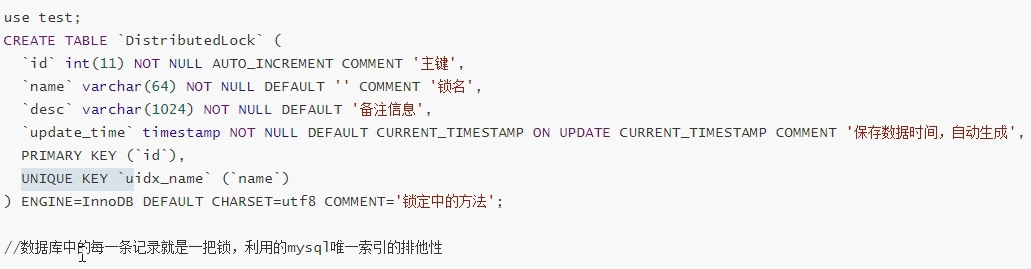 use test;
CREATE TABLE `DistributedLock` (
  `id` int(11) NOT NULL AUTO_INCREMENT COMMENT '主键',
  `name` varchar(64) NOT NULL DEFAULT '' COMMENT '锁名',
  `desc` varchar(1024) NOT NULL DEFAULT '备注信息',
  `update_time` timestamp NOT NULL DEFAULT CURRENT_TIMESTAMP ON UPDATE CURRENT_TIMESTAMP COMMENT '保存数据时间，自动生成',
  PRIMARY KEY (`id`),
  UNIQUE KEY `uidx_name` (`name`)
) ENGINE=InnoDB DEFAULT CHARSET=utf8 COMMENT='锁定中的方法';
//数据库中的每一条记录就是一把锁，利用的mysql唯一索引的排他性